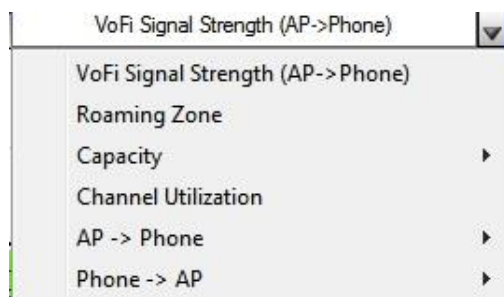 VoFi Signal Strength (AP->Phone)
VoFi Signal Strength (AP->Phone)
Roaming Zone
Capacity
Channel Utilization
AP -> Phone
Phone -> AP